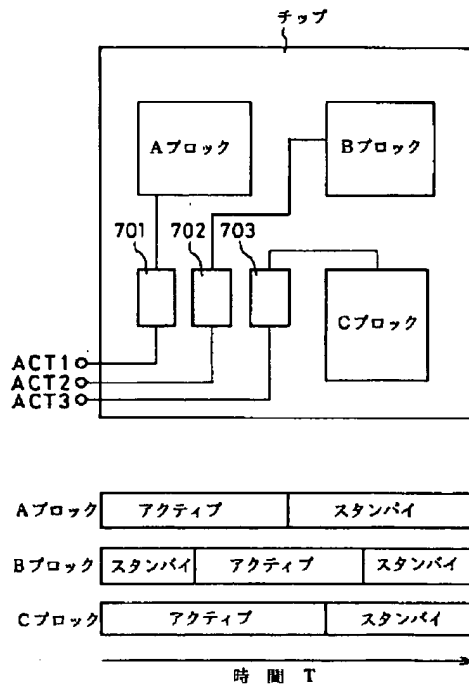 チップ
Aブロック
Bブロック
701 702 703
Cブロック
ACT1
ACT2
ACT3
Aブロック アクティブ スタンバイ
Bブロック スタンバイ アクティブ スタンバイ
Cブロック アクティブ スタンバイ
時間 T